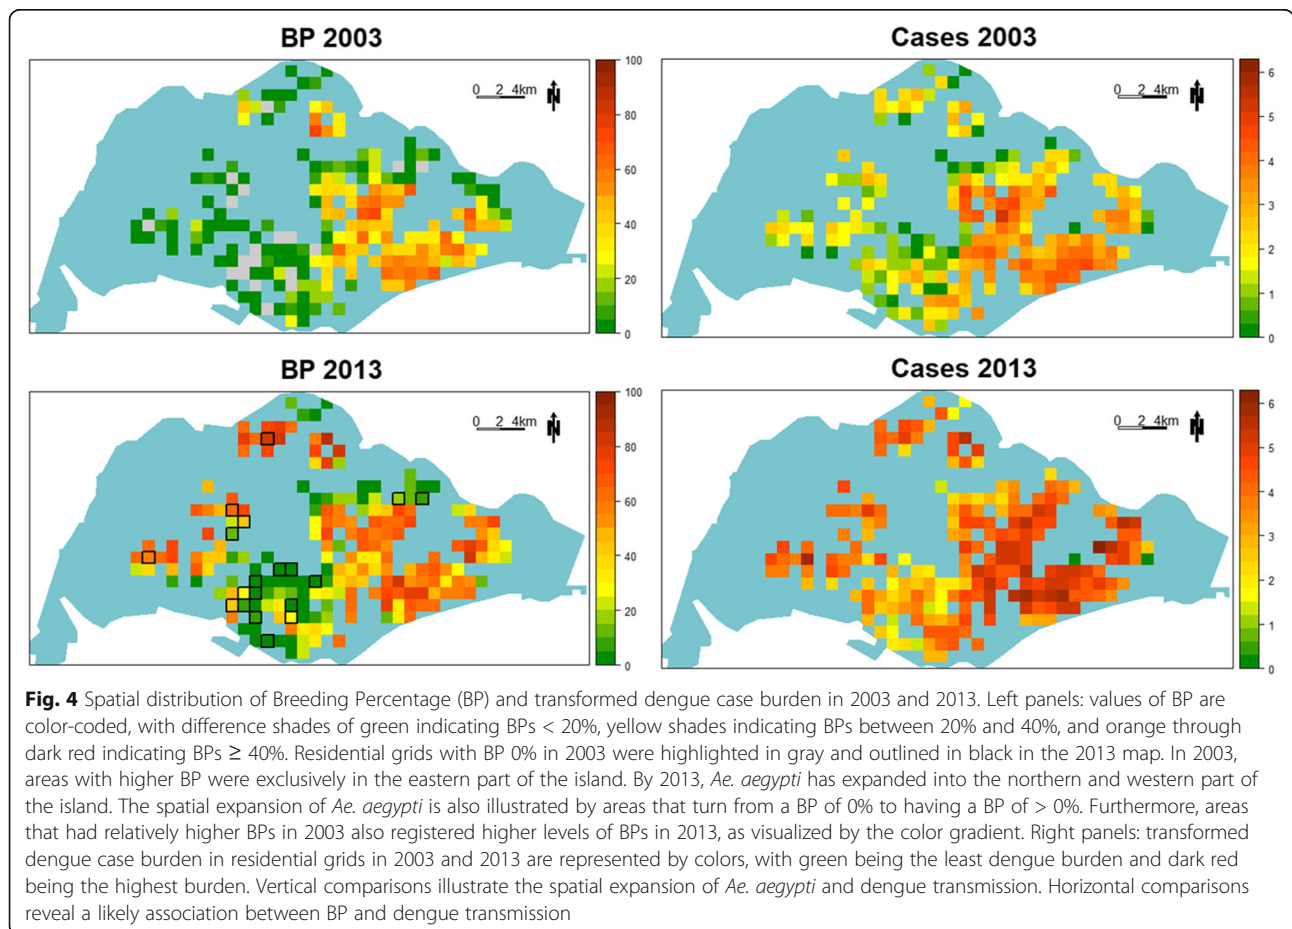 BP 2003
Cases 2003
0 2 4km
N
100
80
60
40
20
0
0 2 4km
N
6
5
4
3
2
1
0
BP 2013
Cases 2013
0 2 4km
N
100
80
60
40
20
0
0 2 4km
N
6
5
4
3
2
1
0
Fig. 4 Spatial distribution of Breeding Percentage (BP) and transformed dengue case burden in 2003 and 2013. Left panels: values of BP are
color-coded, with difference shades of green indicating BPs < 20%, yellow shades indicating BPs between 20% and 40%, and orange through
dark red indicating BPs ≥ 40%. Residential grids with BP 0% in 2003 were highlighted in gray and outlined in black in the 2013 map. In 2003,
areas with higher BP were exclusively in the eastern part of the island. By 2013, Ae. aegypti has expanded into the northern and western part of
the island. The spatial expansion of Ae. aegypti is also illustrated by areas that turn from a BP of 0% to having a BP of > 0%. Furthermore, areas
that had relatively higher BPs in 2003 also registered higher levels of BPs in 2013, as visualized by the color gradient. Right panels: transformed
dengue case burden in residential grids in 2003 and 2013 are represented by colors, with green being the least dengue burden and dark red
being the highest burden. Vertical comparisons illustrate the spatial expansion of Ae. aegypti and dengue transmission. Horizontal comparisons
reveal a likely association between BP and dengue transmission